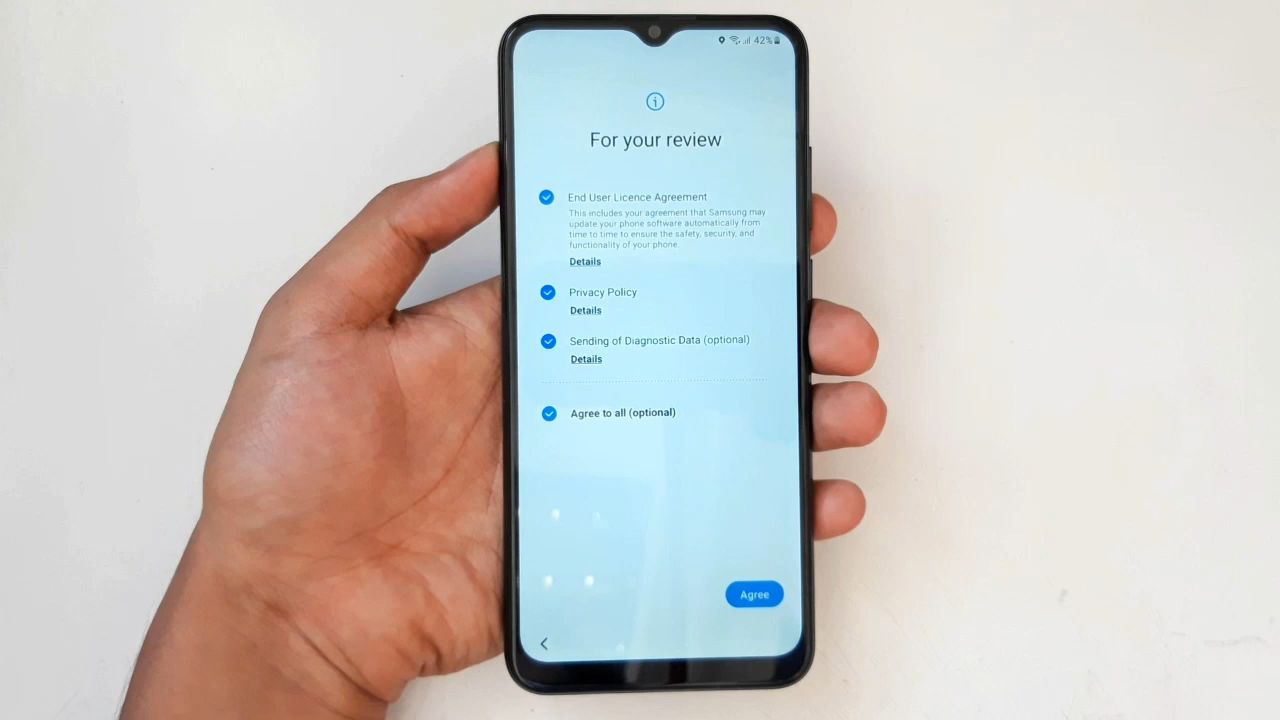 42%
For your review
End User Licence Agreement
This includes your agreement that Samsung may
update your phone software automatically from
time to time to ensure the safety, security, and
functionality of your phone.
Details
Privacy Policy
Details
Sending of Diagnostic Data (optional)
Details
Agree to all (optional)
Agree